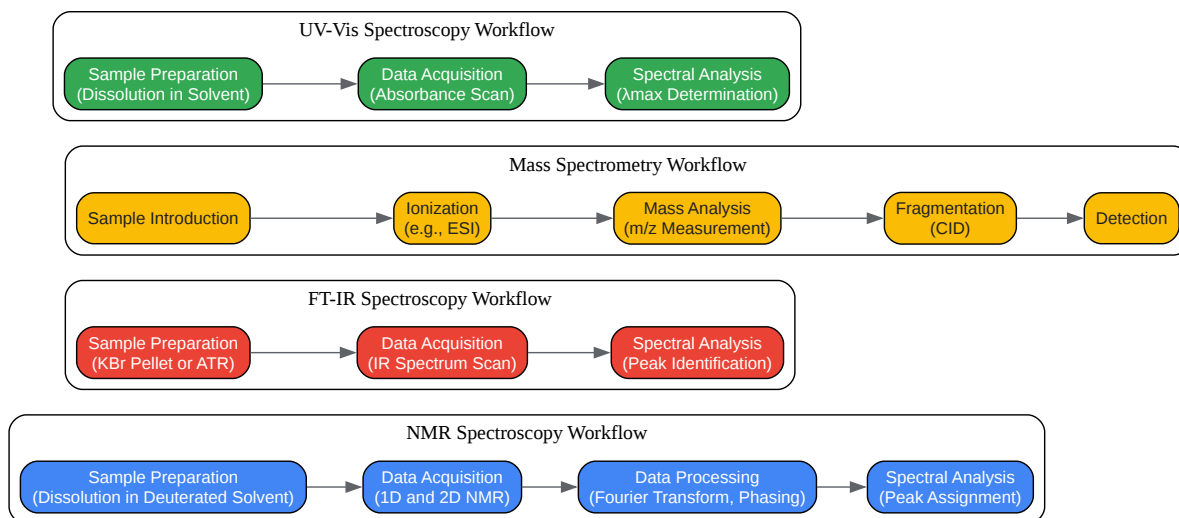 UV-Vis Spectroscopy Workflow
Sample Preparation
(Dissolution in Solvent)
Data Acquisition
(Absorbance Scan)
Spectral Analysis
(λmax Determination)
Mass Spectrometry Workflow
Sample Introduction
Ionization
(e.g., ESI)
Mass Analysis
(m/z Measurement)
Fragmentation
(CID)
Detection
FT-IR Spectroscopy Workflow
Sample Preparation
(KBr Pellet or ATR)
Data Acquisition
(IR Spectrum Scan)
Spectral Analysis
(Peak Identification)
NMR Spectroscopy Workflow
Sample Preparation
(Dissolution in Deuterated Solvent)
Data Acquisition
(1D and 2D NMR)
Data Processing
(Fourier Transform, Phasing)
Spectral Analysis
(Peak Assignment)